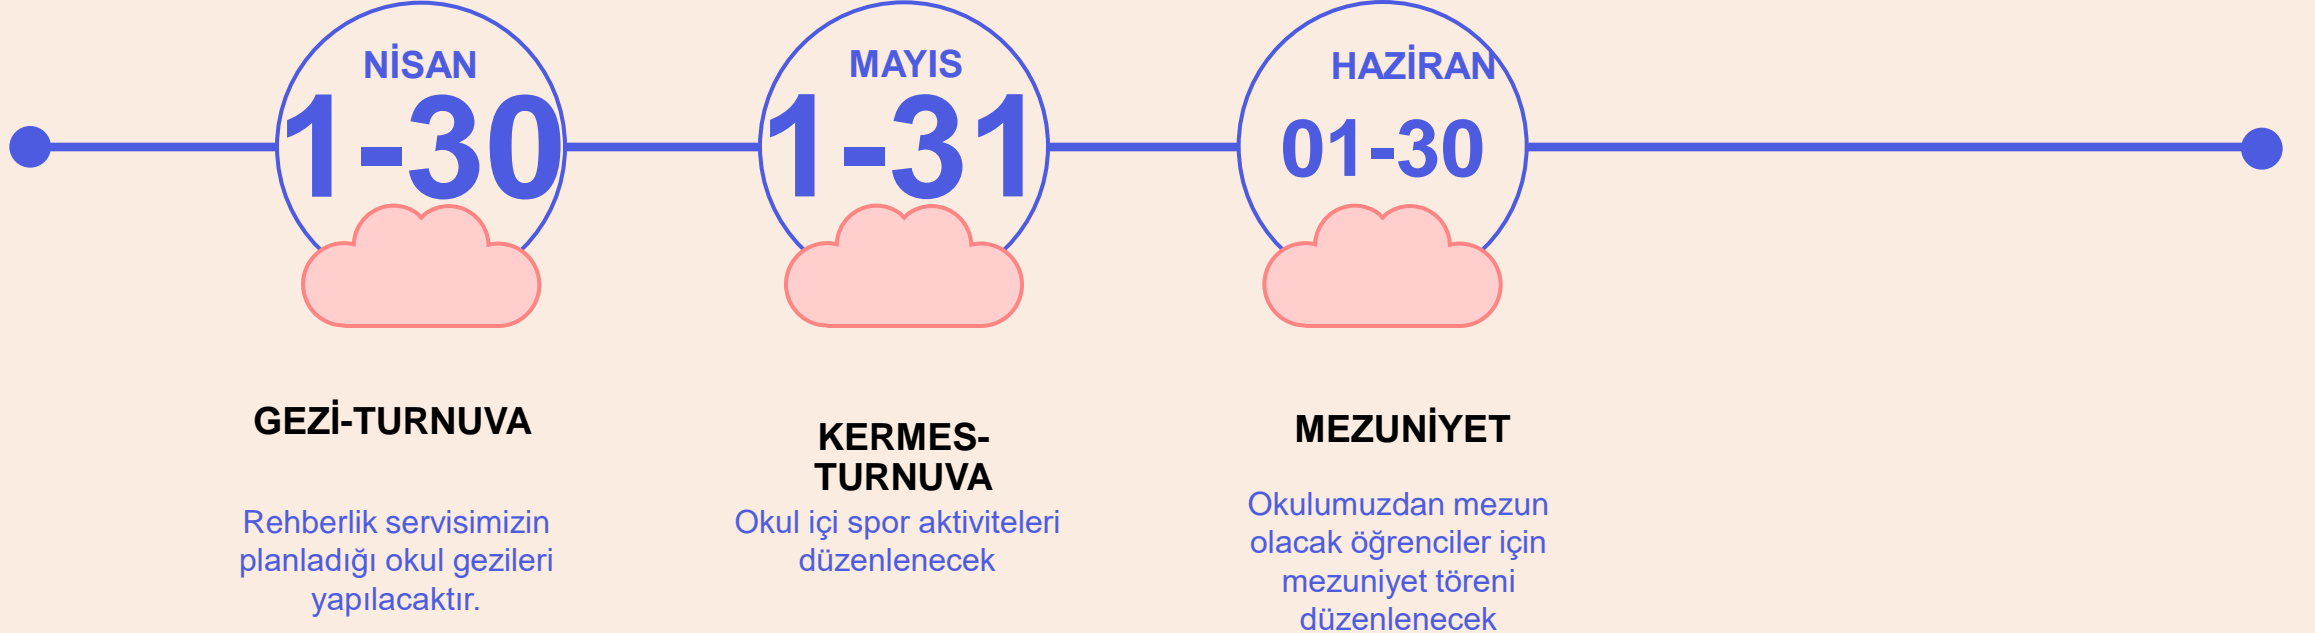 NİSAN
1-30
MAYIS
1-31
HAZİRAN
01-30
GEZİ-TURNUVA
Rehberlik servisimizin
planladığı okul gezileri
yapılacaktır.
KERMES-
TURNUVA
Okul içi spor aktiviteleri
düzenlenecek
MEZUNİYET
Okulumuzdan mezun
olacak öğrenciler için
mezuniyet töreni
düzenlenecek